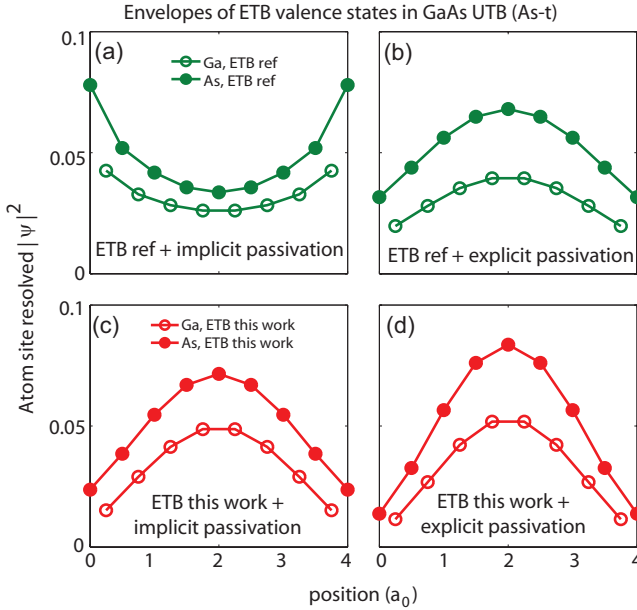 Envelopes of ETB valence states in GaAs UTB (As-t)
0.1
(a)
Ga, ETB ref
As, ETB ref
(b)
0.05
0
ETB ref + implicit passivation
ETB ref + explicit passivation
Atom site resolved |ψ|²
0.1
(c)
Ga, ETB this work
As, ETB this work
(d)
0.05
0
ETB this work +
implicit passivation
ETB this work +
explicit passivation
0 1 2 3 4 0 1 2 3 4
position (a₀)